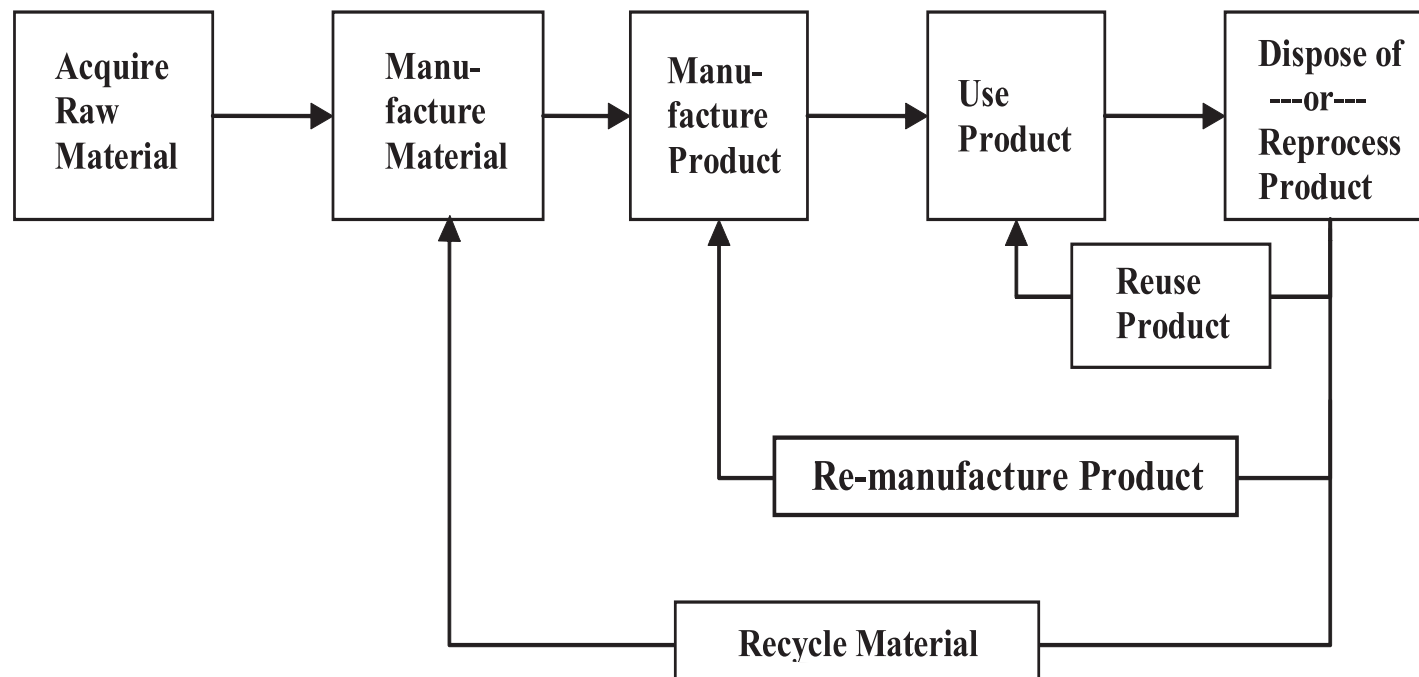 Acquire
Raw
Material
Manu-
facture
Material
Manu-
facture
Product
Use
Product
Dispose of
---or---
Reprocess
Product
Reuse
Product
Re-manufacture Product
Recycle Material